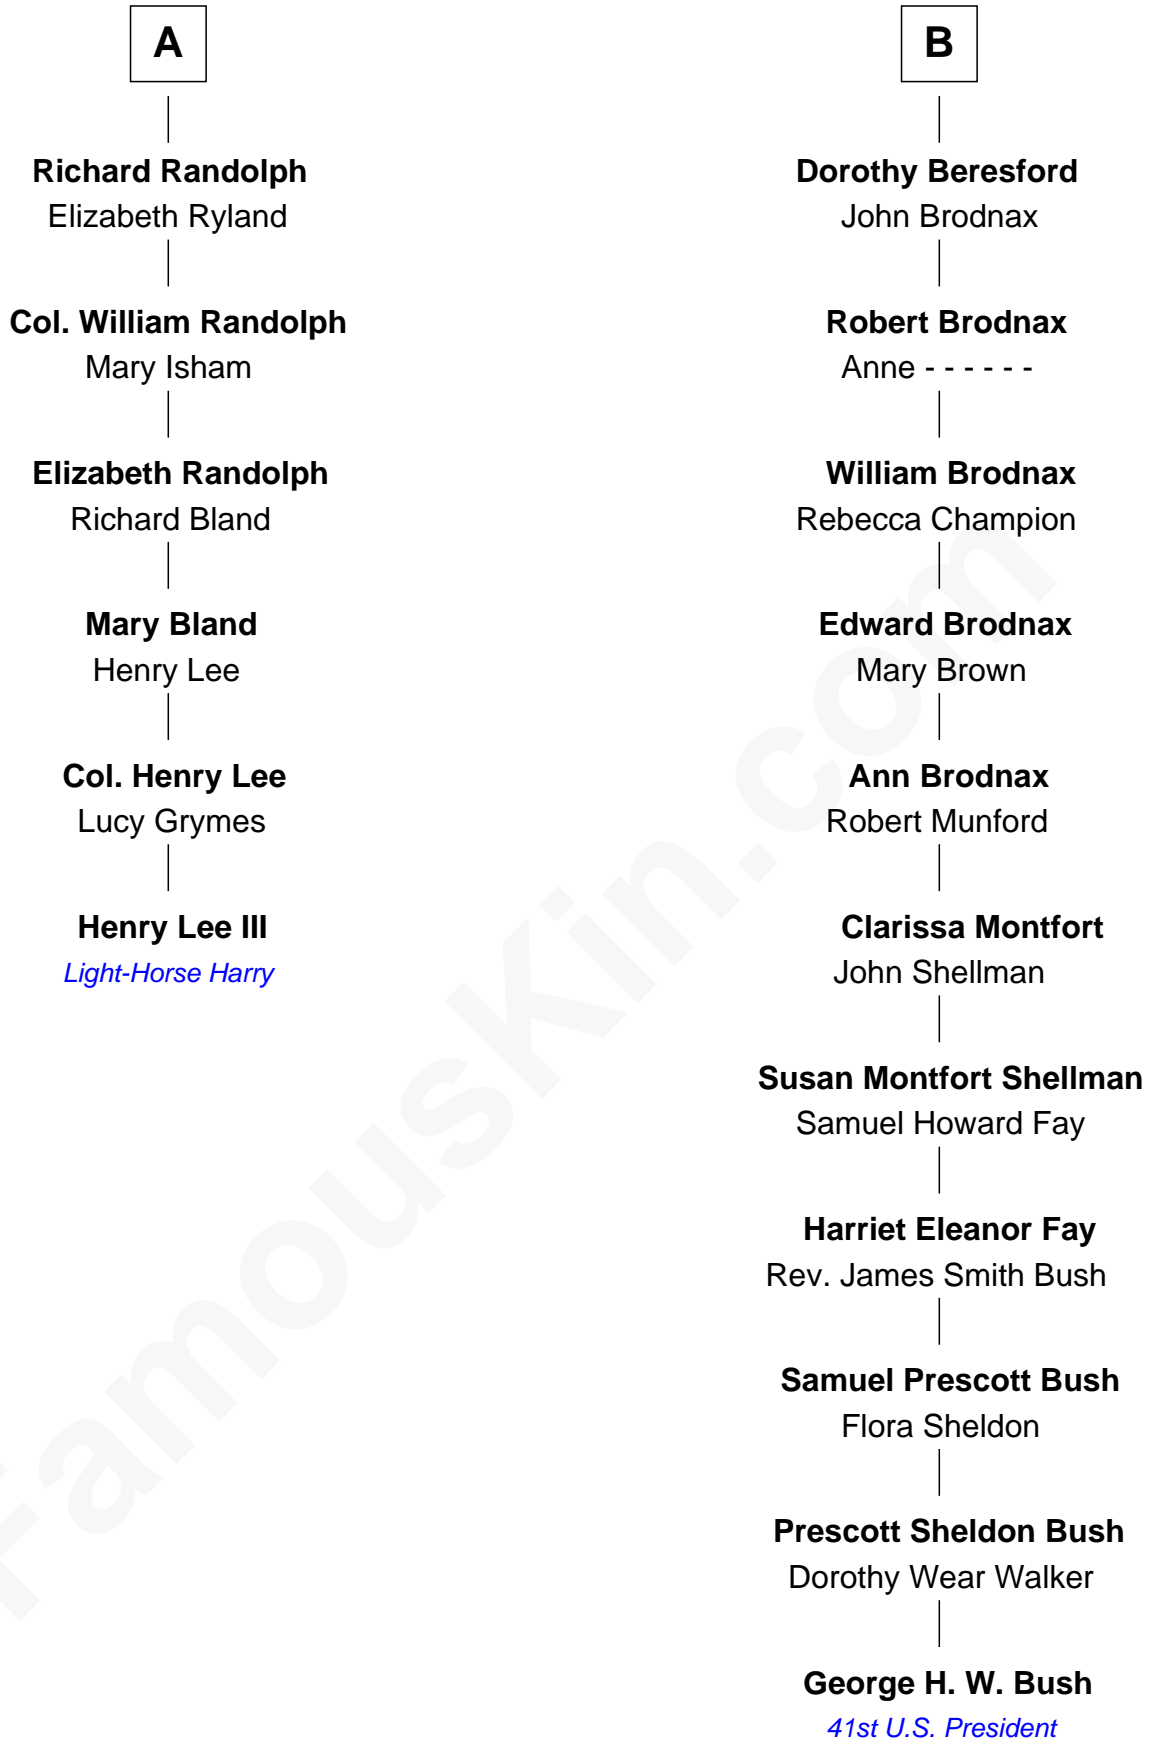 A
Richard Randolph
Elizabeth Ryland
Col. William Randolph
Mary Isham
Elizabeth Randolph
Richard Bland
Mary Bland
Henry Lee
Col. Henry Lee
Lucy Grymes
Henry Lee III
Light-Horse Harry
B
Dorothy Beresford
John Brodnax
Robert Brodnax
Anne - - - - - -
William Brodnax
Rebecca Champion
Edward Brodnax
Mary Brown
Ann Brodnax
Robert Munford
Clarissa Montfort
John Shellman
Susan Montfort Shellman
Samuel Howard Fay
Harriet Eleanor Fay
Rev. James Smith Bush
Samuel Prescott Bush
Flora Sheldon
Prescott Sheldon Bush
Dorothy Wear Walker
George H. W. Bush
41st U.S. President
FamousKin.com